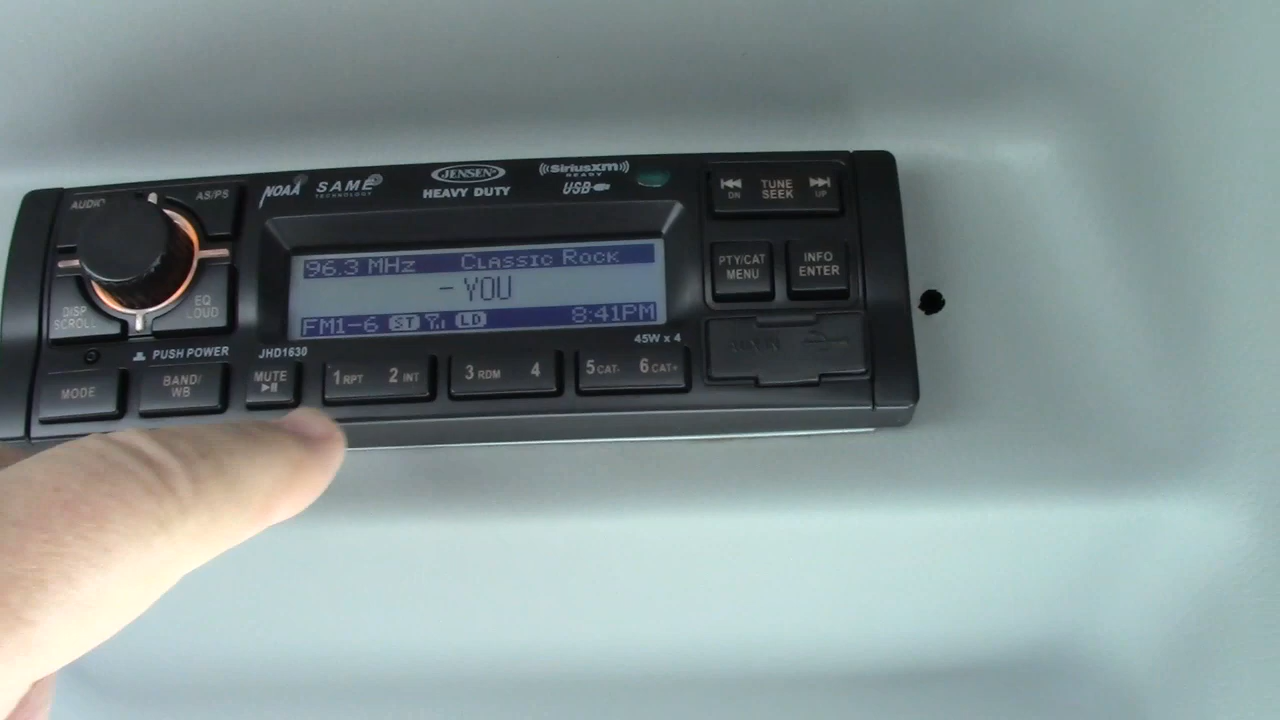 AUDIO
AS/PS
NOAA
SAME
TECHNOLOGY
JENSEN
HEAVY DUTY
SiriusXM
READY
USB
DN
TUNE
SEEK
UP
96.3 MHz CLASSIC ROCK
- YOU
FM1-6 ST LD 8:41PM
PTY/CAT
MENU
INFO
ENTER
DISP
SCROLL
EQ
LOUD
PUSH POWER
JHD1630
45W x 4
MODE
BAND/
WB
MUTE
1 RPT 2 INT
3 RDM 4
5 CAT- 6 CAT+